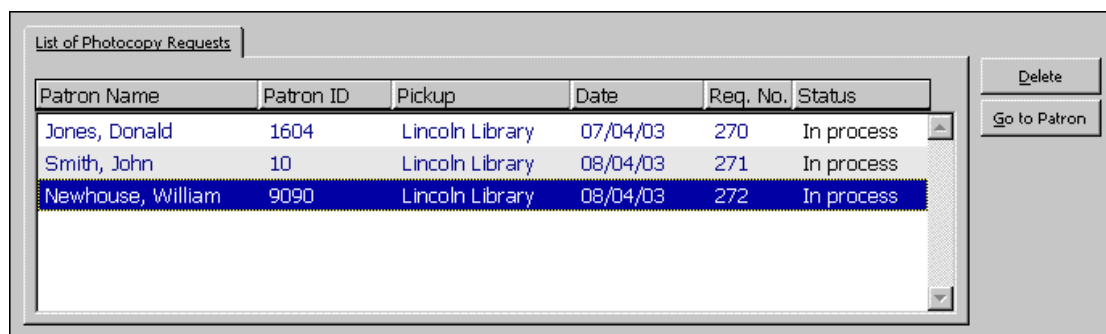 List of Photocopy Requests
Delete
Go to Patron
Patron Name Patron ID Pickup Date Req. No. Status
Jones, Donald 1604 Lincoln Library 07/04/03 270 In process
Smith, John 10 Lincoln Library 08/04/03 271 In process
Newhouse, William 9090 Lincoln Library 08/04/03 272 In process